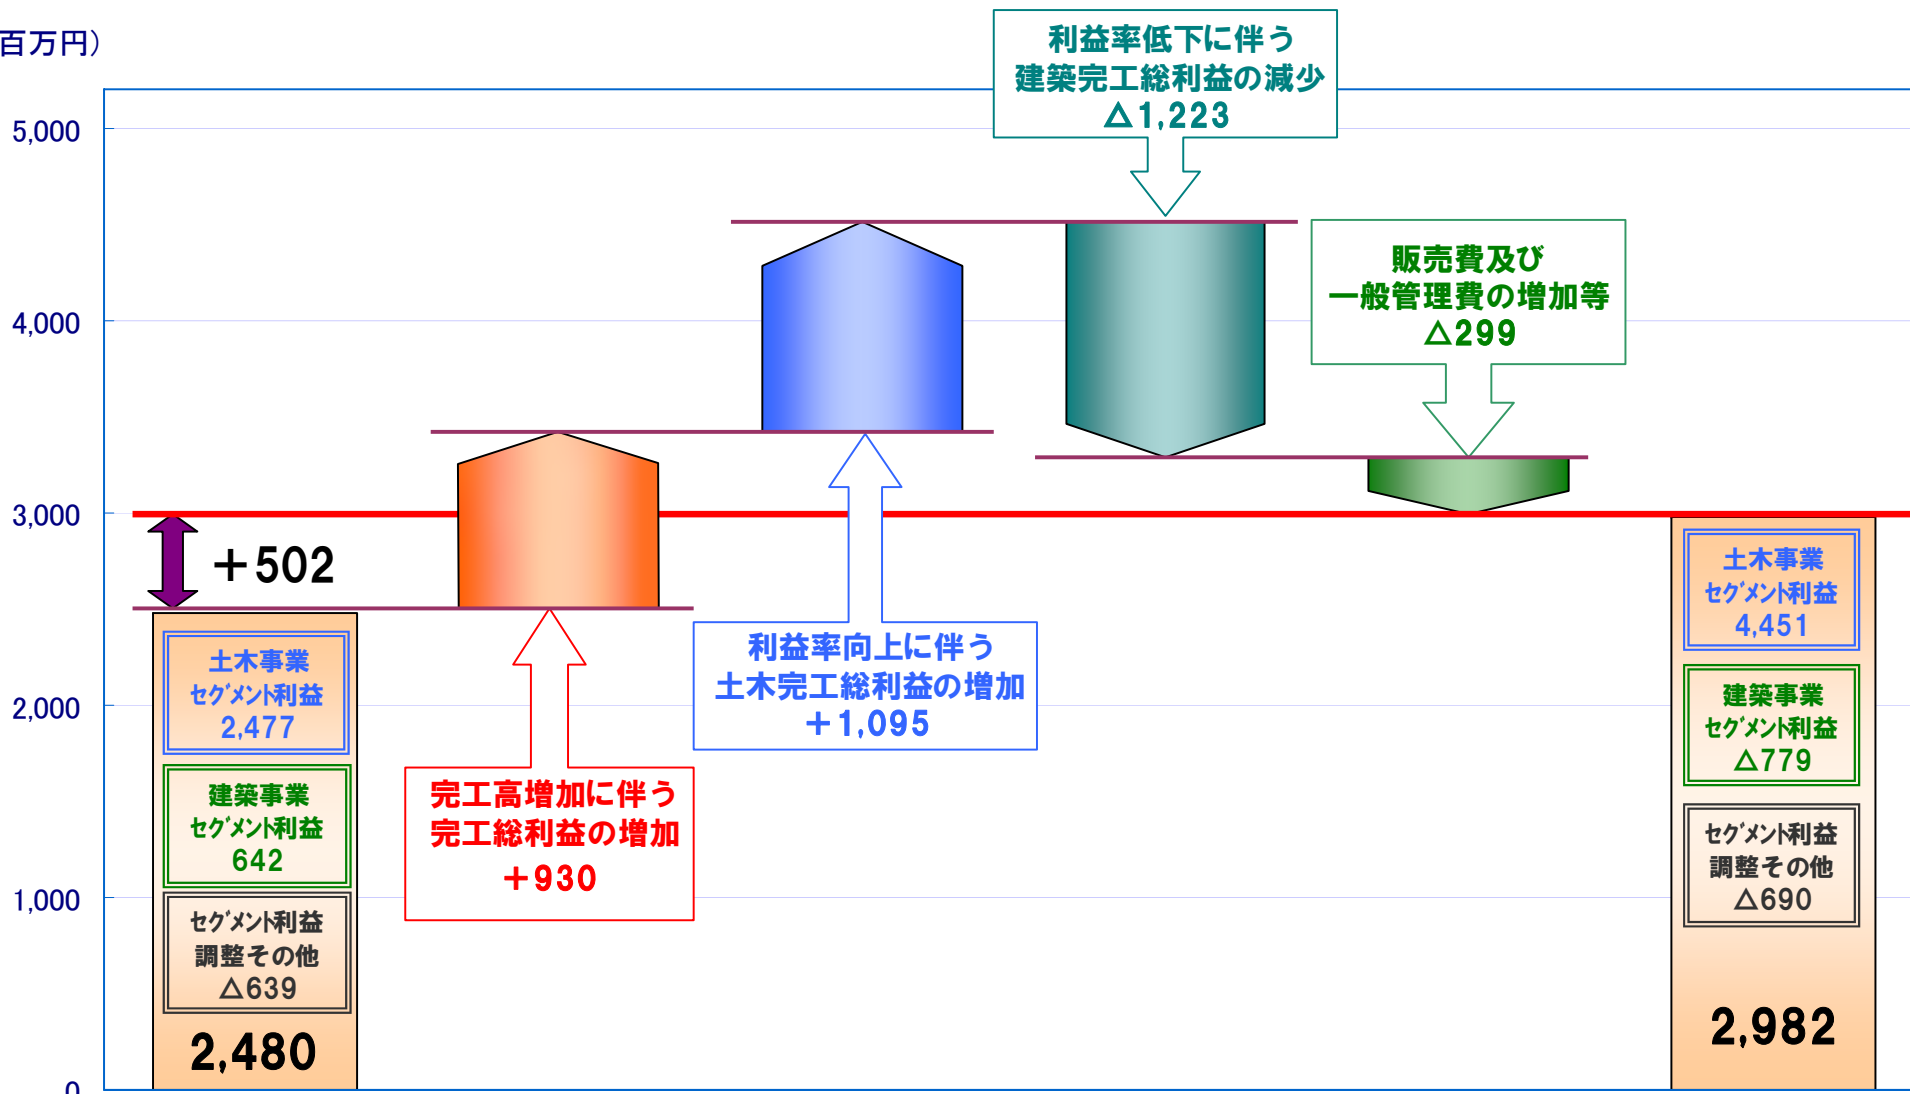 百万円）
5,000
4,000
3,000
2,000
1,000
0
利益率低下に伴う
建築完工総利益の減少
△1,223
販売費及び
一般管理費の増加等
△299
＋502
利益率向上に伴う
土木完工総利益の増加
＋1,095
完工高増加に伴う
完工総利益の増加
＋930
土木事業
セグメント利益
2,477
建築事業
セグメント利益
642
セグメント利益
調整その他
△639
2,480
土木事業
セグメント利益
4,451
建築事業
セグメント利益
△779
セグメント利益
調整その他
△690
2,982